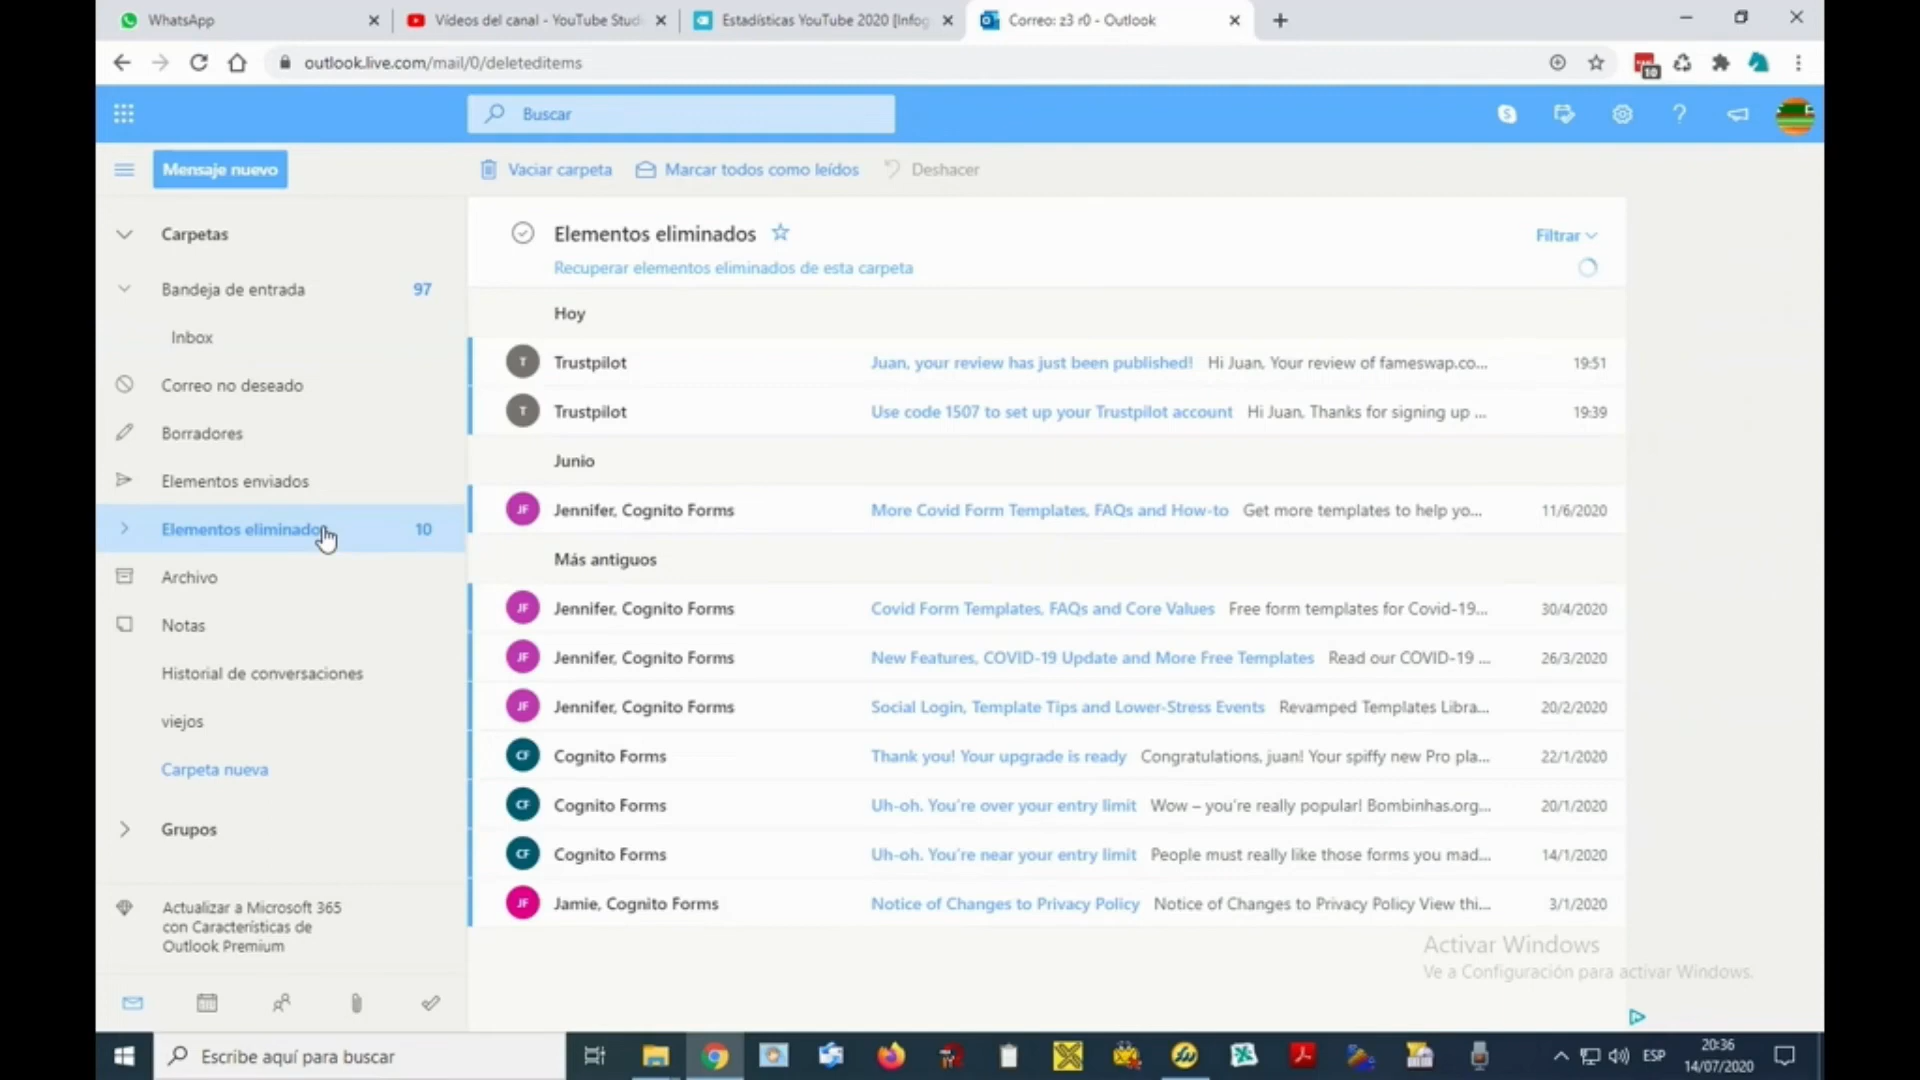 WhatsApp
Vídeos del canal - YouTube Stud
Estadísticas YouTube 2020 [Infog
Correo: z3 r0 - Outlook
outlook.live.com/mail/0/deleteditems
10
Buscar
Mensaje nuevo
Vaciar carpeta
Marcar todos como leídos
Deshacer
Carpetas
Bandeja de entrada 97
Inbox
Correo no deseado
Borradores
Elementos enviados
Elementos eliminado 10
Archivo
Notas
Historial de conversaciones
viejos
Carpeta nueva
Grupos
Actualizar a Microsoft 365
con Características de
Outlook Premium
Elementos eliminados
Filtrar
Recuperar elementos eliminados de esta carpeta
Hoy
T Trustpilot Juan, your review has just been published! Hi Juan, Your review of fameswap.co... 19:51
T Trustpilot Use code 1507 to set up your Trustpilot account Hi Juan, Thanks for signing up ... 19:39
Junio
JF Jennifer, Cognito Forms More Covid Form Templates, FAQs and How-to Get more templates to help yo... 11/6/2020
Más antiguos
JF Jennifer, Cognito Forms Covid Form Templates, FAQs and Core Values Free form templates for Covid-19... 30/4/2020
JF Jennifer, Cognito Forms New Features, COVID-19 Update and More Free Templates Read our COVID-19 ... 26/3/2020
JF Jennifer, Cognito Forms Social Login, Template Tips and Lower-Stress Events Revamped Templates Libra... 20/2/2020
CF Cognito Forms Thank you! Your upgrade is ready Congratulations, juan! Your spiffy new Pro pla... 22/1/2020
CF Cognito Forms Uh-oh. You're over your entry limit Wow – you're really popular! Bombinhas.org... 20/1/2020
CF Cognito Forms Uh-oh. You're near your entry limit People must really like those forms you mad... 14/1/2020
JF Jamie, Cognito Forms Notice of Changes to Privacy Policy Notice of Changes to Privacy Policy View thi... 3/1/2020
Activar Windows
Ve a Configuración para activar Windows.
Escribe aquí para buscar
ESP
20:36
14/07/2020